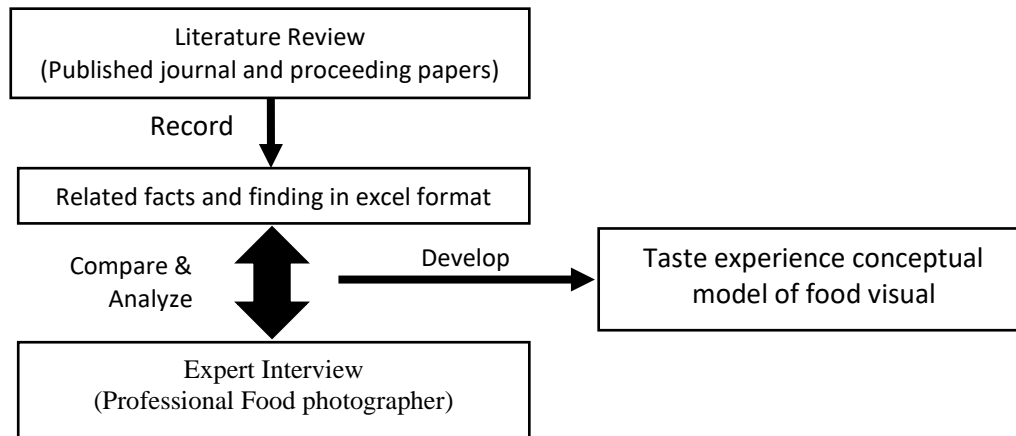 Literature Review
(Published journal and proceeding papers)
Record
Related facts and finding in excel format
Compare &
Analyze
Develop
Taste experience conceptual
model of food visual
Expert Interview
(Professional Food photographer)